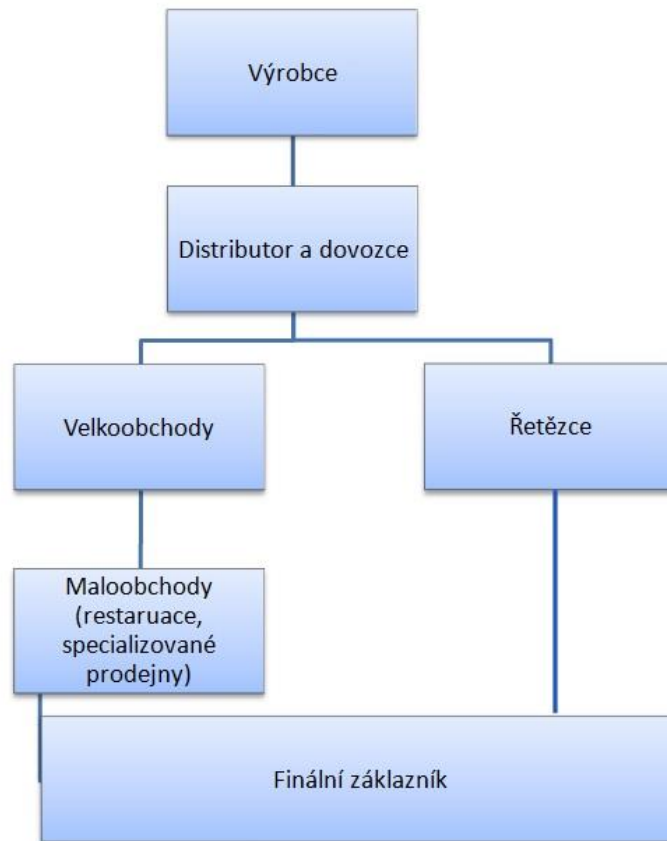 Výrobce
Distributor a dovozce
Velkoobchody
Řetězce
Maloobchody
(restaruace,
specializované
prodejny)
Finální záklazník